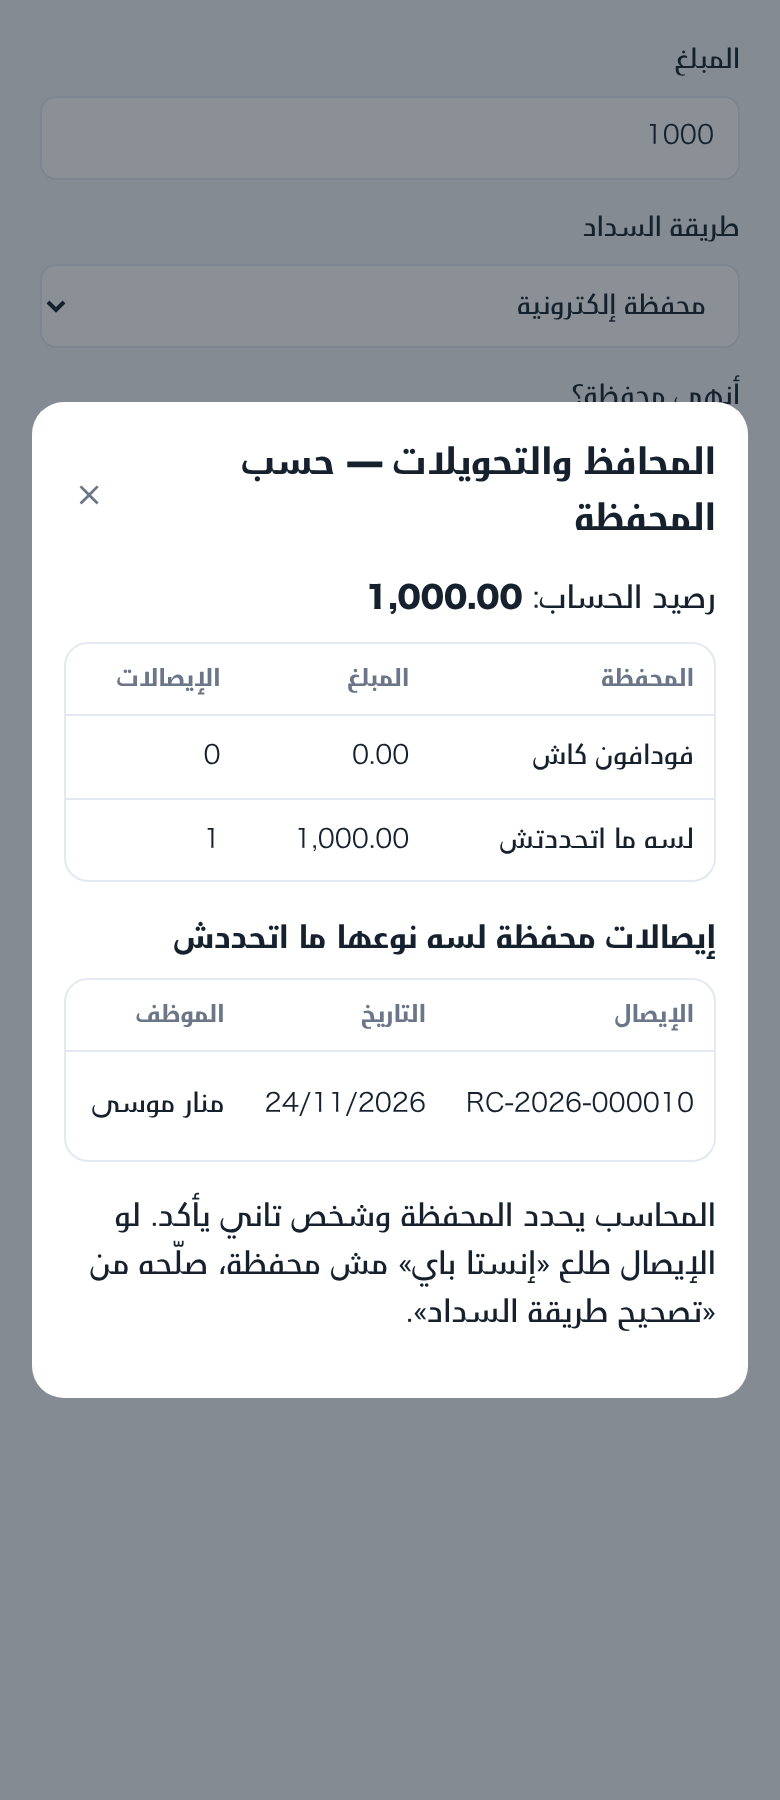 المبلغ
1000
طريقة السداد
محفظة إلكترونية
أنهي محفظة؟
المحافظ والتحويلات — حسب
المحفظة
×
رصيد الحساب: 1,000.00
المحفظة المبلغ الإيصالات
فودافون كاش 0.00 0
لسه ما اتحددتش 1,000.00 1
إيصالات محفظة لسه نوعها ما اتحددش
الإيصال التاريخ الموظف
RC-2026-000010 24/11/2026 منار موسى
المحاسب يحدد المحفظة وشخص تاني يأكد. لو
الإيصال طلع «إنستا باي» مش محفظة، صلّحه من
«تصحيح طريقة السداد».